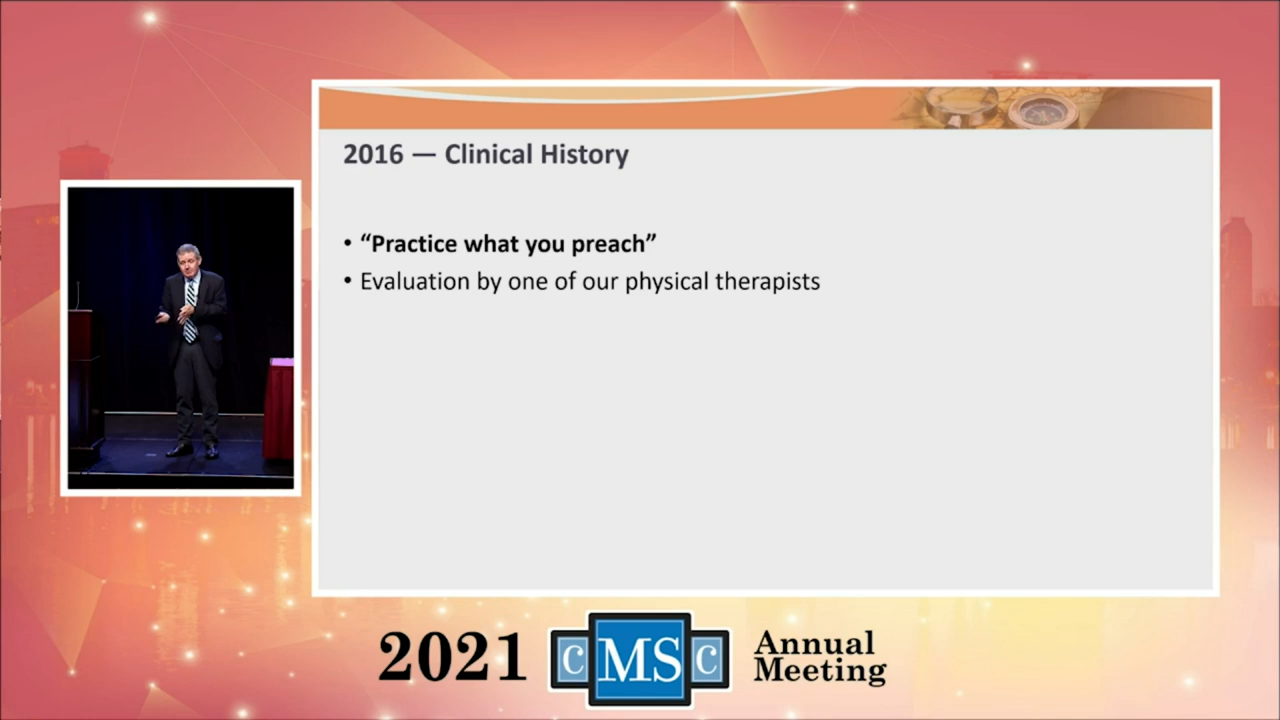 2016 — Clinical History
• “Practice what you preach”
• Evaluation by one of our physical therapists
2021 CMSC Annual Meeting